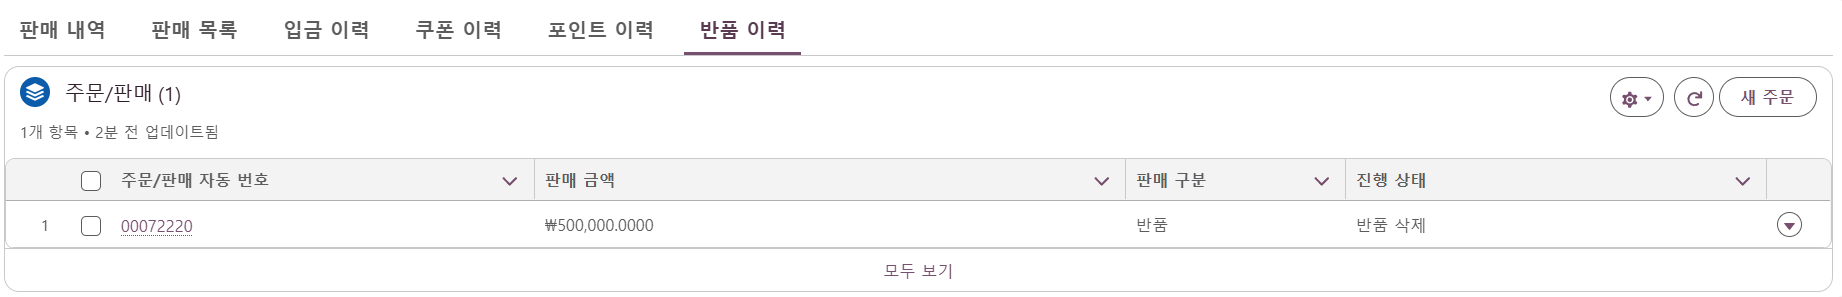 판매 내역 판매 목록 입금 이력 쿠폰 이력 포인트 이력 반품 이력
주문/판매 (1)
새 주문
1개 항목 • 2분 전 업데이트됨
주문/판매 자동 번호 판매 금액 판매 구분 진행 상태
1 00072220 ₩500,000.0000 반품 반품 삭제
모두 보기